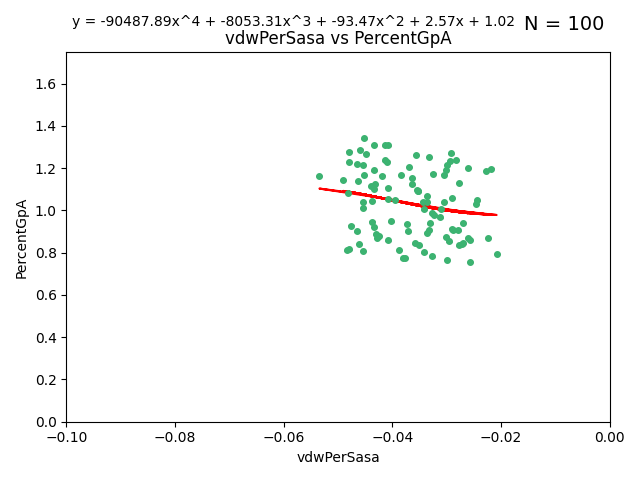 y = -90487.89x^4 + -8053.31x^3 + -93.47x^2 + 2.57x + 1.02 N = 100
vdwPerSasa vs PercentGpA
PercentGpA
1.6
1.4
1.2
1.0
0.8
0.6
0.4
0.2
0.0
−0.10 −0.08 −0.06 −0.04 −0.02 0.00
vdwPerSasa